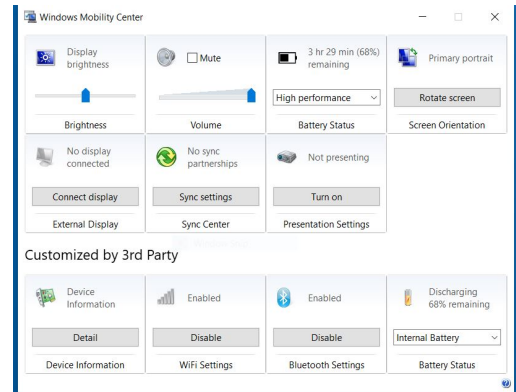 Windows Mobility Center
Display
brightness
Brightness
Mute
Volume
3 hr 29 min (68%)
remaining
High performance
Battery Status
Primary portrait
Rotate screen
Screen Orientation
No display
connected
Connect display
External Display
No sync
partnerships
Sync settings
Sync Center
Not presenting
Turn on
Presentation Settings
Customized by 3rd Party
Device
Information
Detail
Device Information
Enabled
Disable
WiFi Settings
Enabled
Disable
Bluetooth Settings
Discharging
68% remaining
Internal Battery
Battery Status